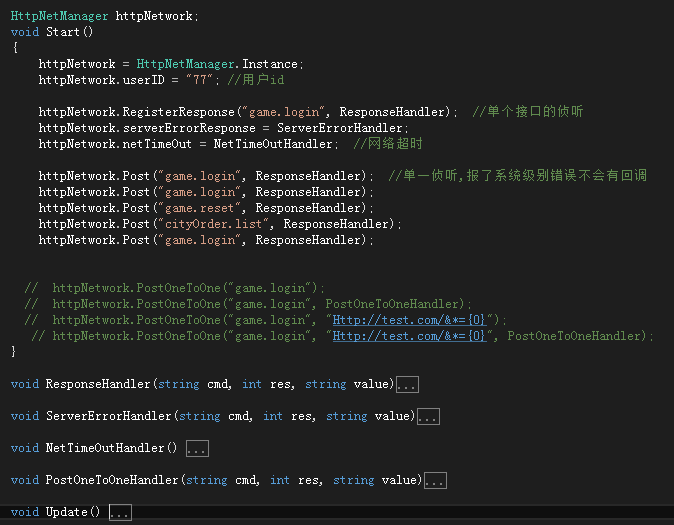 HttpNetManager httpNetwork;
void Start()
{
httpNetwork = HttpNetManager.Instance;
httpNetwork.userID = "77"; //用户id
httpNetwork.RegisterResponse("game.login", ResponseHandler); //单个接口的侦听
httpNetwork.serverErrorResponse = ServerErrorHandler;
httpNetwork.netTimeOut = NetTimeOutHandler; //网络超时
httpNetwork.Post("game.login", ResponseHandler); //单一侦听,报了系统级别错误不会有回调
httpNetwork.Post("game.login", ResponseHandler);
httpNetwork.Post("game.reset", ResponseHandler);
httpNetwork.Post("cityOrder.list", ResponseHandler);
httpNetwork.Post("game.login", ResponseHandler);
// httpNetwork.PostOneToOne("game.login");
// httpNetwork.PostOneToOne("game.login", PostOneToOneHandler);
// httpNetwork.PostOneToOne("game.login", "Http://test.com/&*={0}");
// httpNetwork.PostOneToOne("game.login", "Http://test.com/&*={0}", PostOneToOneHandler);
}
void ResponseHandler(string cmd, int res, string value)...
void ServerErrorHandler(string cmd, int res, string value)...
void NetTimeOutHandler() ...
void PostOneToOneHandler(string cmd, int res, string value)...
void Update() ...